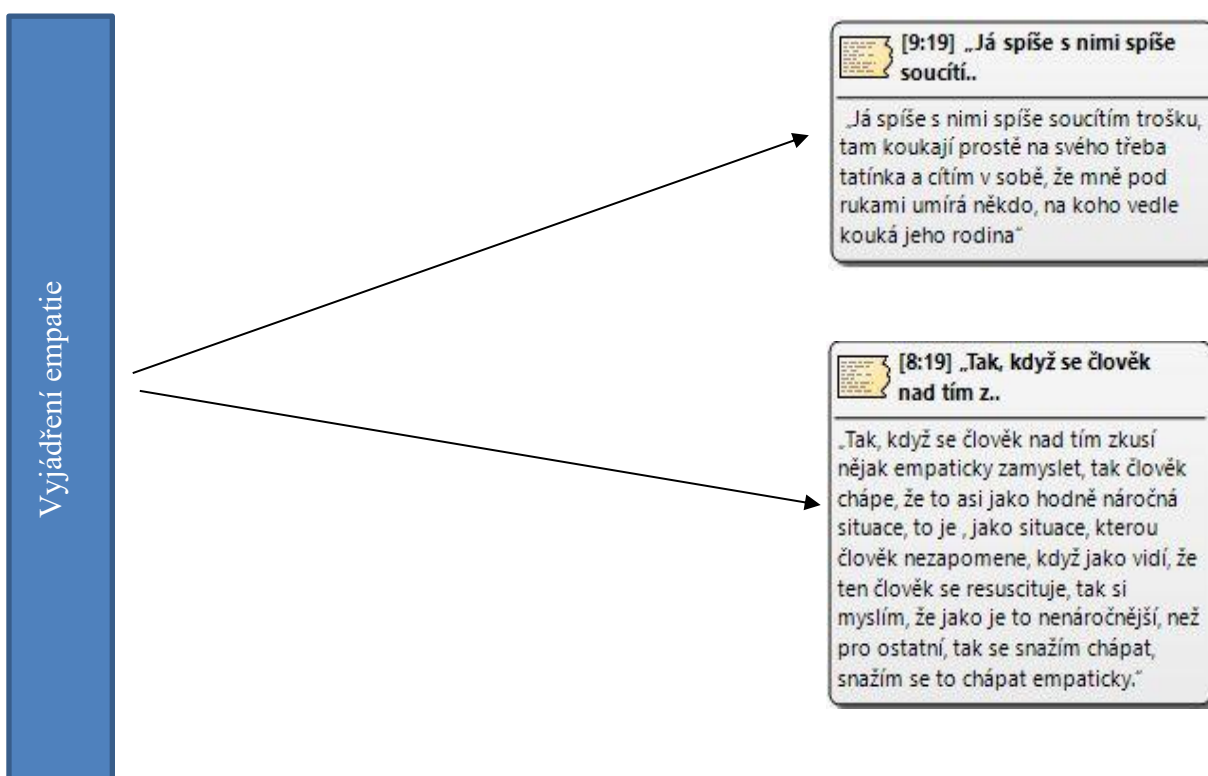 Vyjádření empatie
[9:19] „Já spíše s nimi spíše
soucítí..
„Já spíše s nimi spíše soucítím trošku,
tam koukají prostě na svého třeba
tatínka a cítím v sobě, že mně pod
rukami umírá někdo, na koho vedle
kouká jeho rodina“
[8:19] „Tak, když se člověk
nad tím z..
„Tak, když se člověk nad tím zkusí
nějak empaticky zamyslet, tak člověk
chápe, že to asi jako hodně náročná
situace, to je , jako situace, kterou
člověk nezapomene, když jako vidí, že
ten člověk se resuscituje, tak si
myslím, že jako je to nenáročnější, než
pro ostatní, tak se snažím chápat,
snažím se to chápat empaticky.“